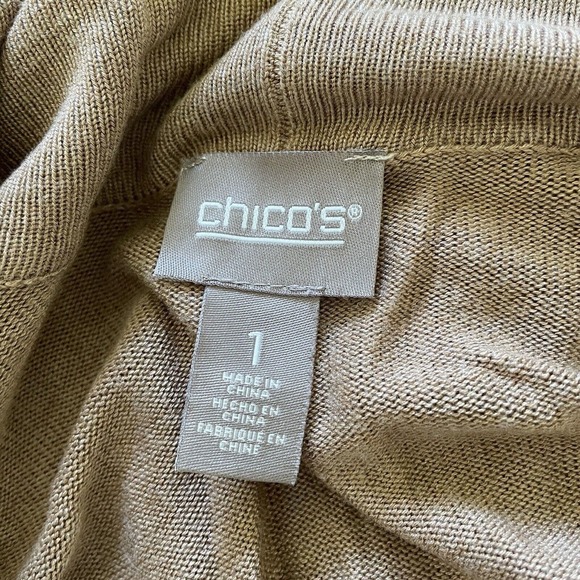 chico's®
1
MADE IN
CHINA
HECHO EN
CHINA
FABRIQUÉ EN
CHINE